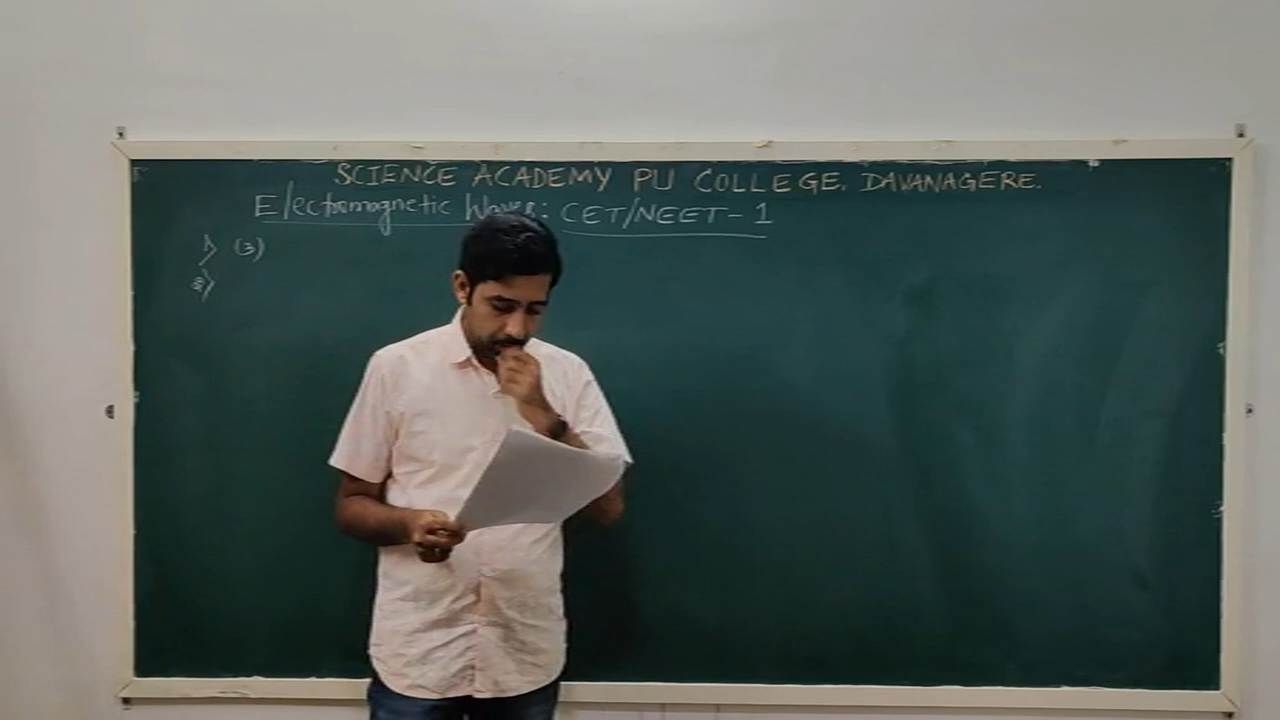 SCIENCE ACADEMY PU COLLEGE, DAVANAGERE.
Electromagnetic Waves: CET/NEET-1
1> (3)
2>